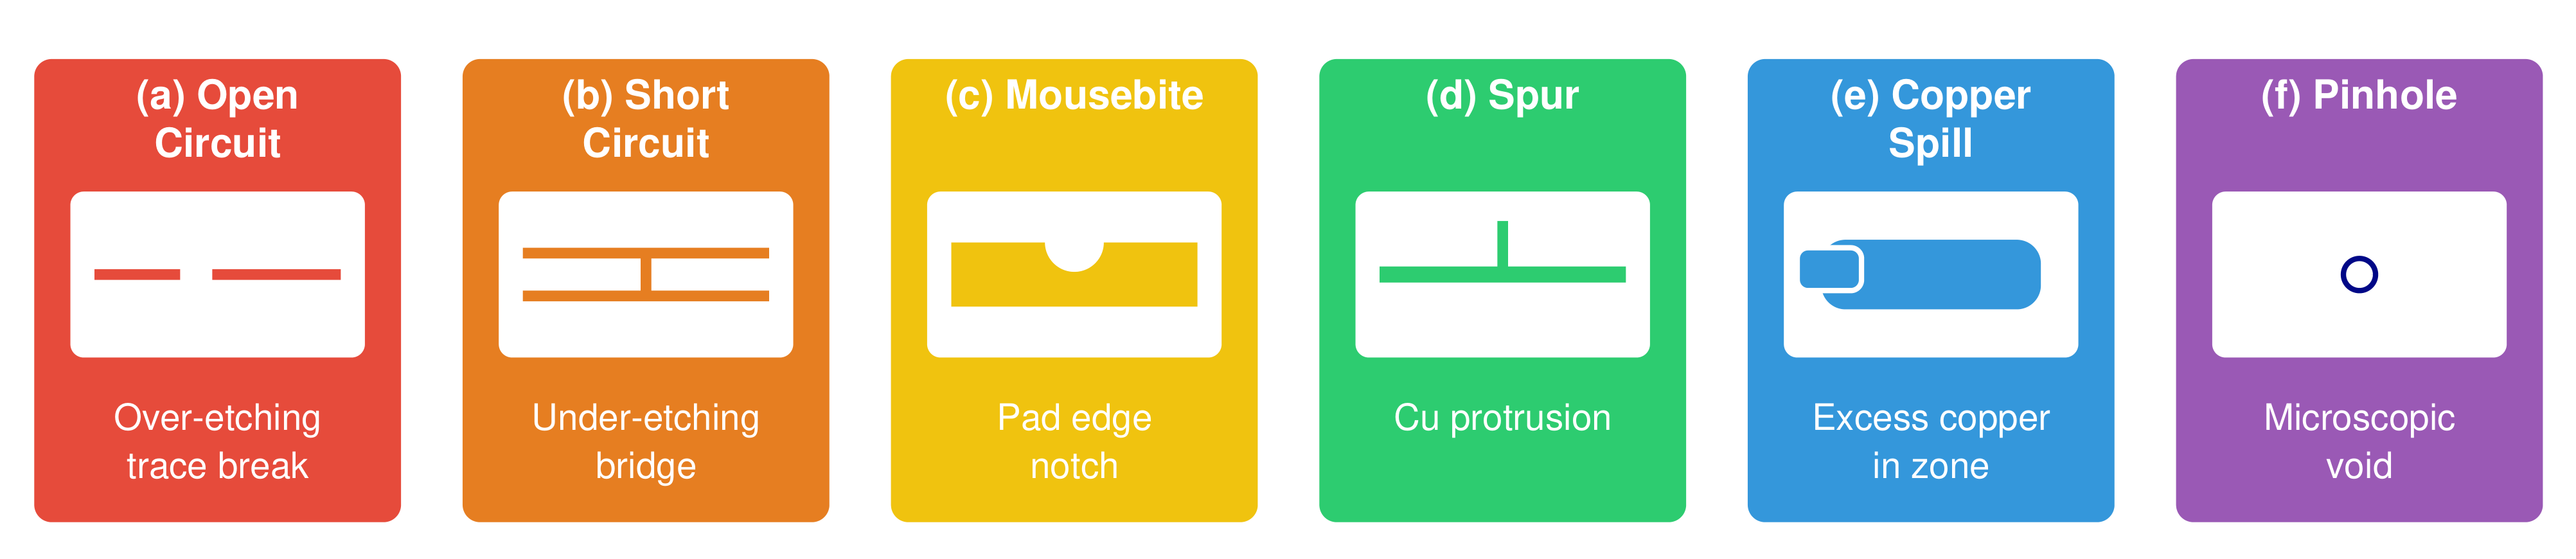 (a) Open
Circuit
Over-etching
trace break
(b) Short
Circuit
Under-etching
bridge
(c) Mousebite
Pad edge
notch
(d) Spur
Cu protrusion
(e) Copper
Spill
Excess copper
in zone
(f) Pinhole
Microscopic
void